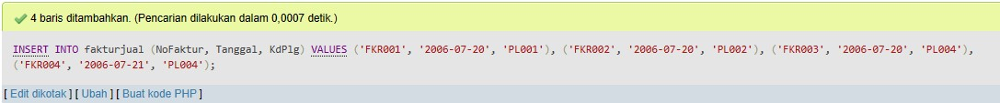 4 baris ditambahkan. (Pencarian dilakukan dalam 0,0007 detik.)
INSERT INTO fakturjual (NoFaktur, Tanggal, KdPlg) VALUES ('FKR001', '2006-07-20', 'PL001'), ('FKR002', '2006-07-20', 'PL002'), ('FKR003', '2006-07-20', 'PL004'),
('FKR004', '2006-07-21', 'PL004');
[ Edit dikotak ] [ Ubah ] [ Buat kode PHP ]